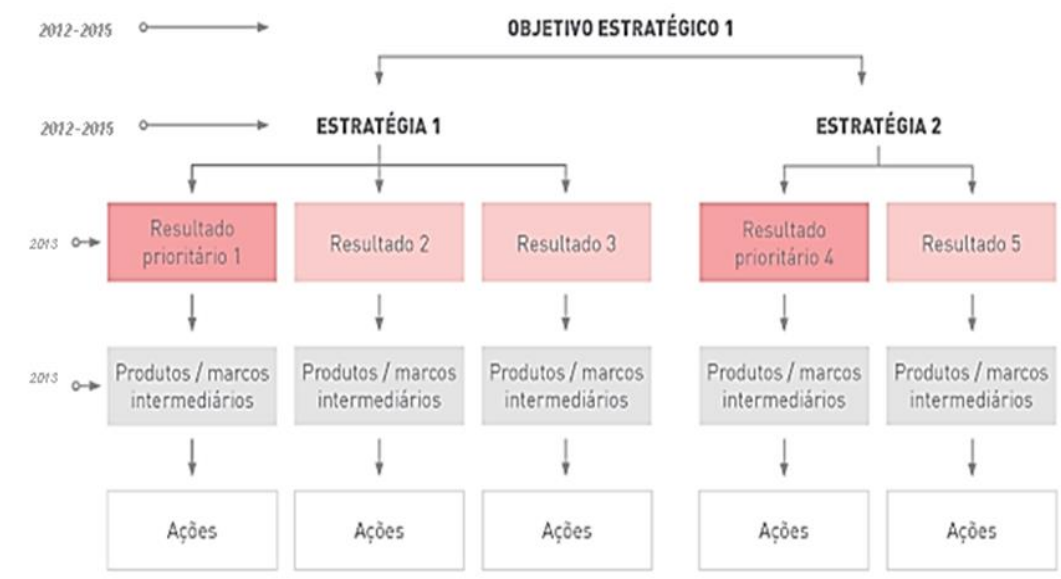 2012-2015
OBJETIVO ESTRATÉGICO 1
2012-2015
ESTRATÉGIA 1
ESTRATÉGIA 2
2013
Resultado
prioritário 1
Resultado 2
Resultado 3
Resultado
prioritário 4
Resultado 5
2013
Produtos / marcos
intermediários
Produtos / marcos
intermediários
Produtos / marcos
intermediários
Produtos / marcos
intermediários
Produtos / marcos
intermediários
Ações
Ações
Ações
Ações
Ações